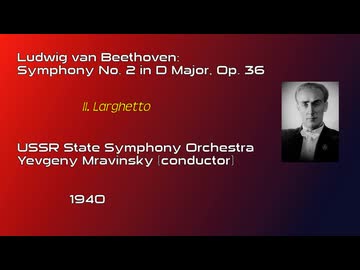 Ludwig van Beethoven:
Symphony No. 2 in D Major, Op. 36
II. Larghetto
USSR State Symphony Orchestra
Yevgeny Mravinsky (conductor)
1940